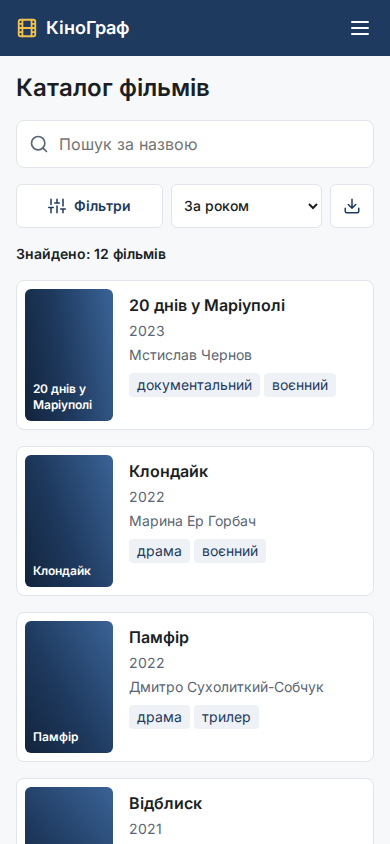 КіноГраф
Каталог фільмів
Пошук за назвою
Фільтри
За роком
Знайдено: 12 фільмів
20 днів у Маріуполі
2023
Мстислав Чернов
документальний воєнний
20 днів у
Маріуполі
Клондайк
2022
Марина Ер Горбач
драма воєнний
Клондайк
Памфір
2022
Дмитро Сухолиткий-Собчук
драма трилер
Памфір
Відблиск
2021